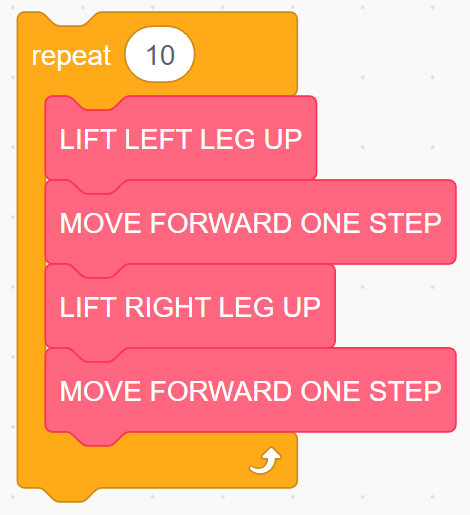 repeat 10
LIFT LEFT LEG UP
MOVE FORWARD ONE STEP
LIFT RIGHT LEG UP
MOVE FORWARD ONE STEP